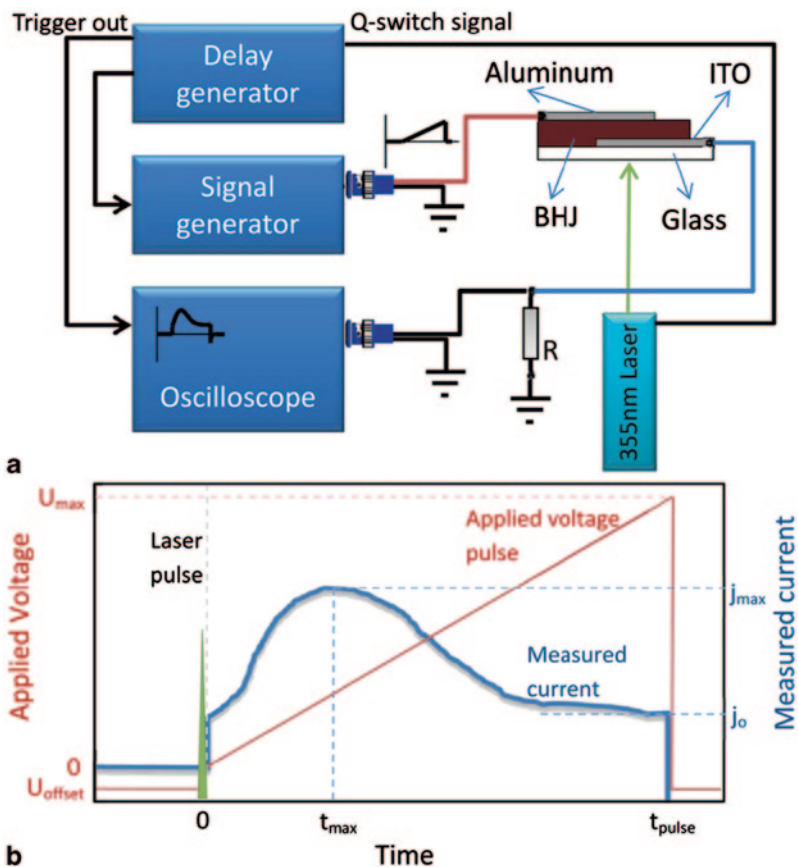 Trigger out
Q-switch signal
Delay
generator
Aluminum
ITO
Signal
generator
BHJ
Glass
Oscilloscope
R
355nm Laser
a
Umax
Applied voltage
pulse
Laser
pulse
jmax
Measured
current
jo
0
Uoffset
Applied Voltage
Measured current
0
tmax
tpulse
b
Time